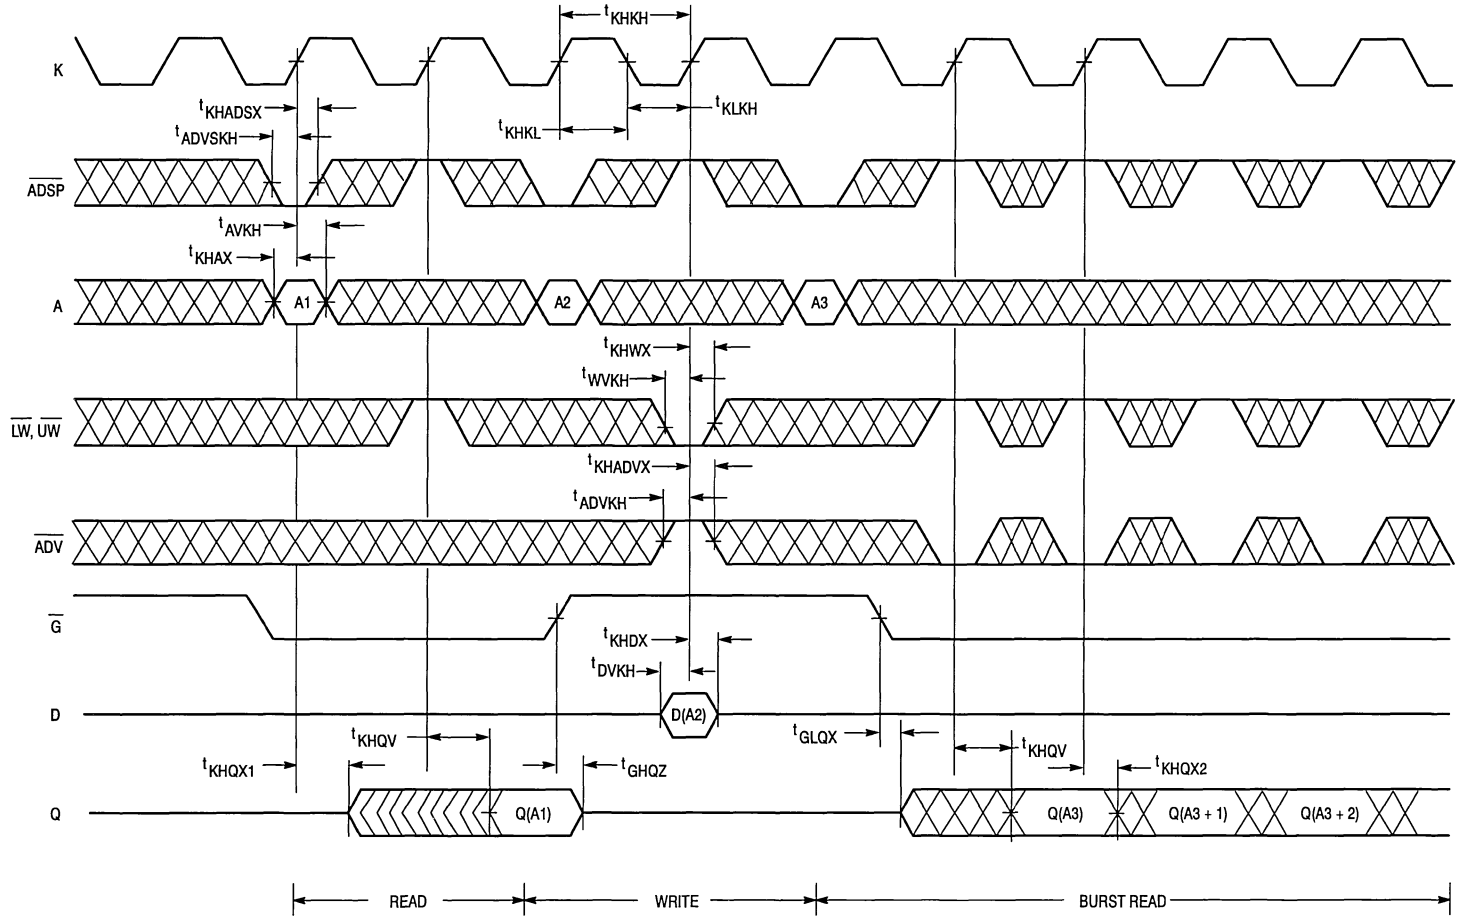 tKHKH
K
tKHADSX
tKLKH
tADVSKH
tKHKL
ADSP
tAVKH
tKHAX
A
A1
A2
A3
tKHWX
tWVKH
LW, UW
tKHADVX
tADVKH
ADV
G
tKHDX
tDVKH
D
D(A2)
tKHQV
tGLQX
tKHQV
tKHQX1
tGHQZ
tKHQX2
Q
Q(A1)
Q(A3)
Q(A3 + 1)
Q(A3 + 2)
READ
WRITE
BURST READ